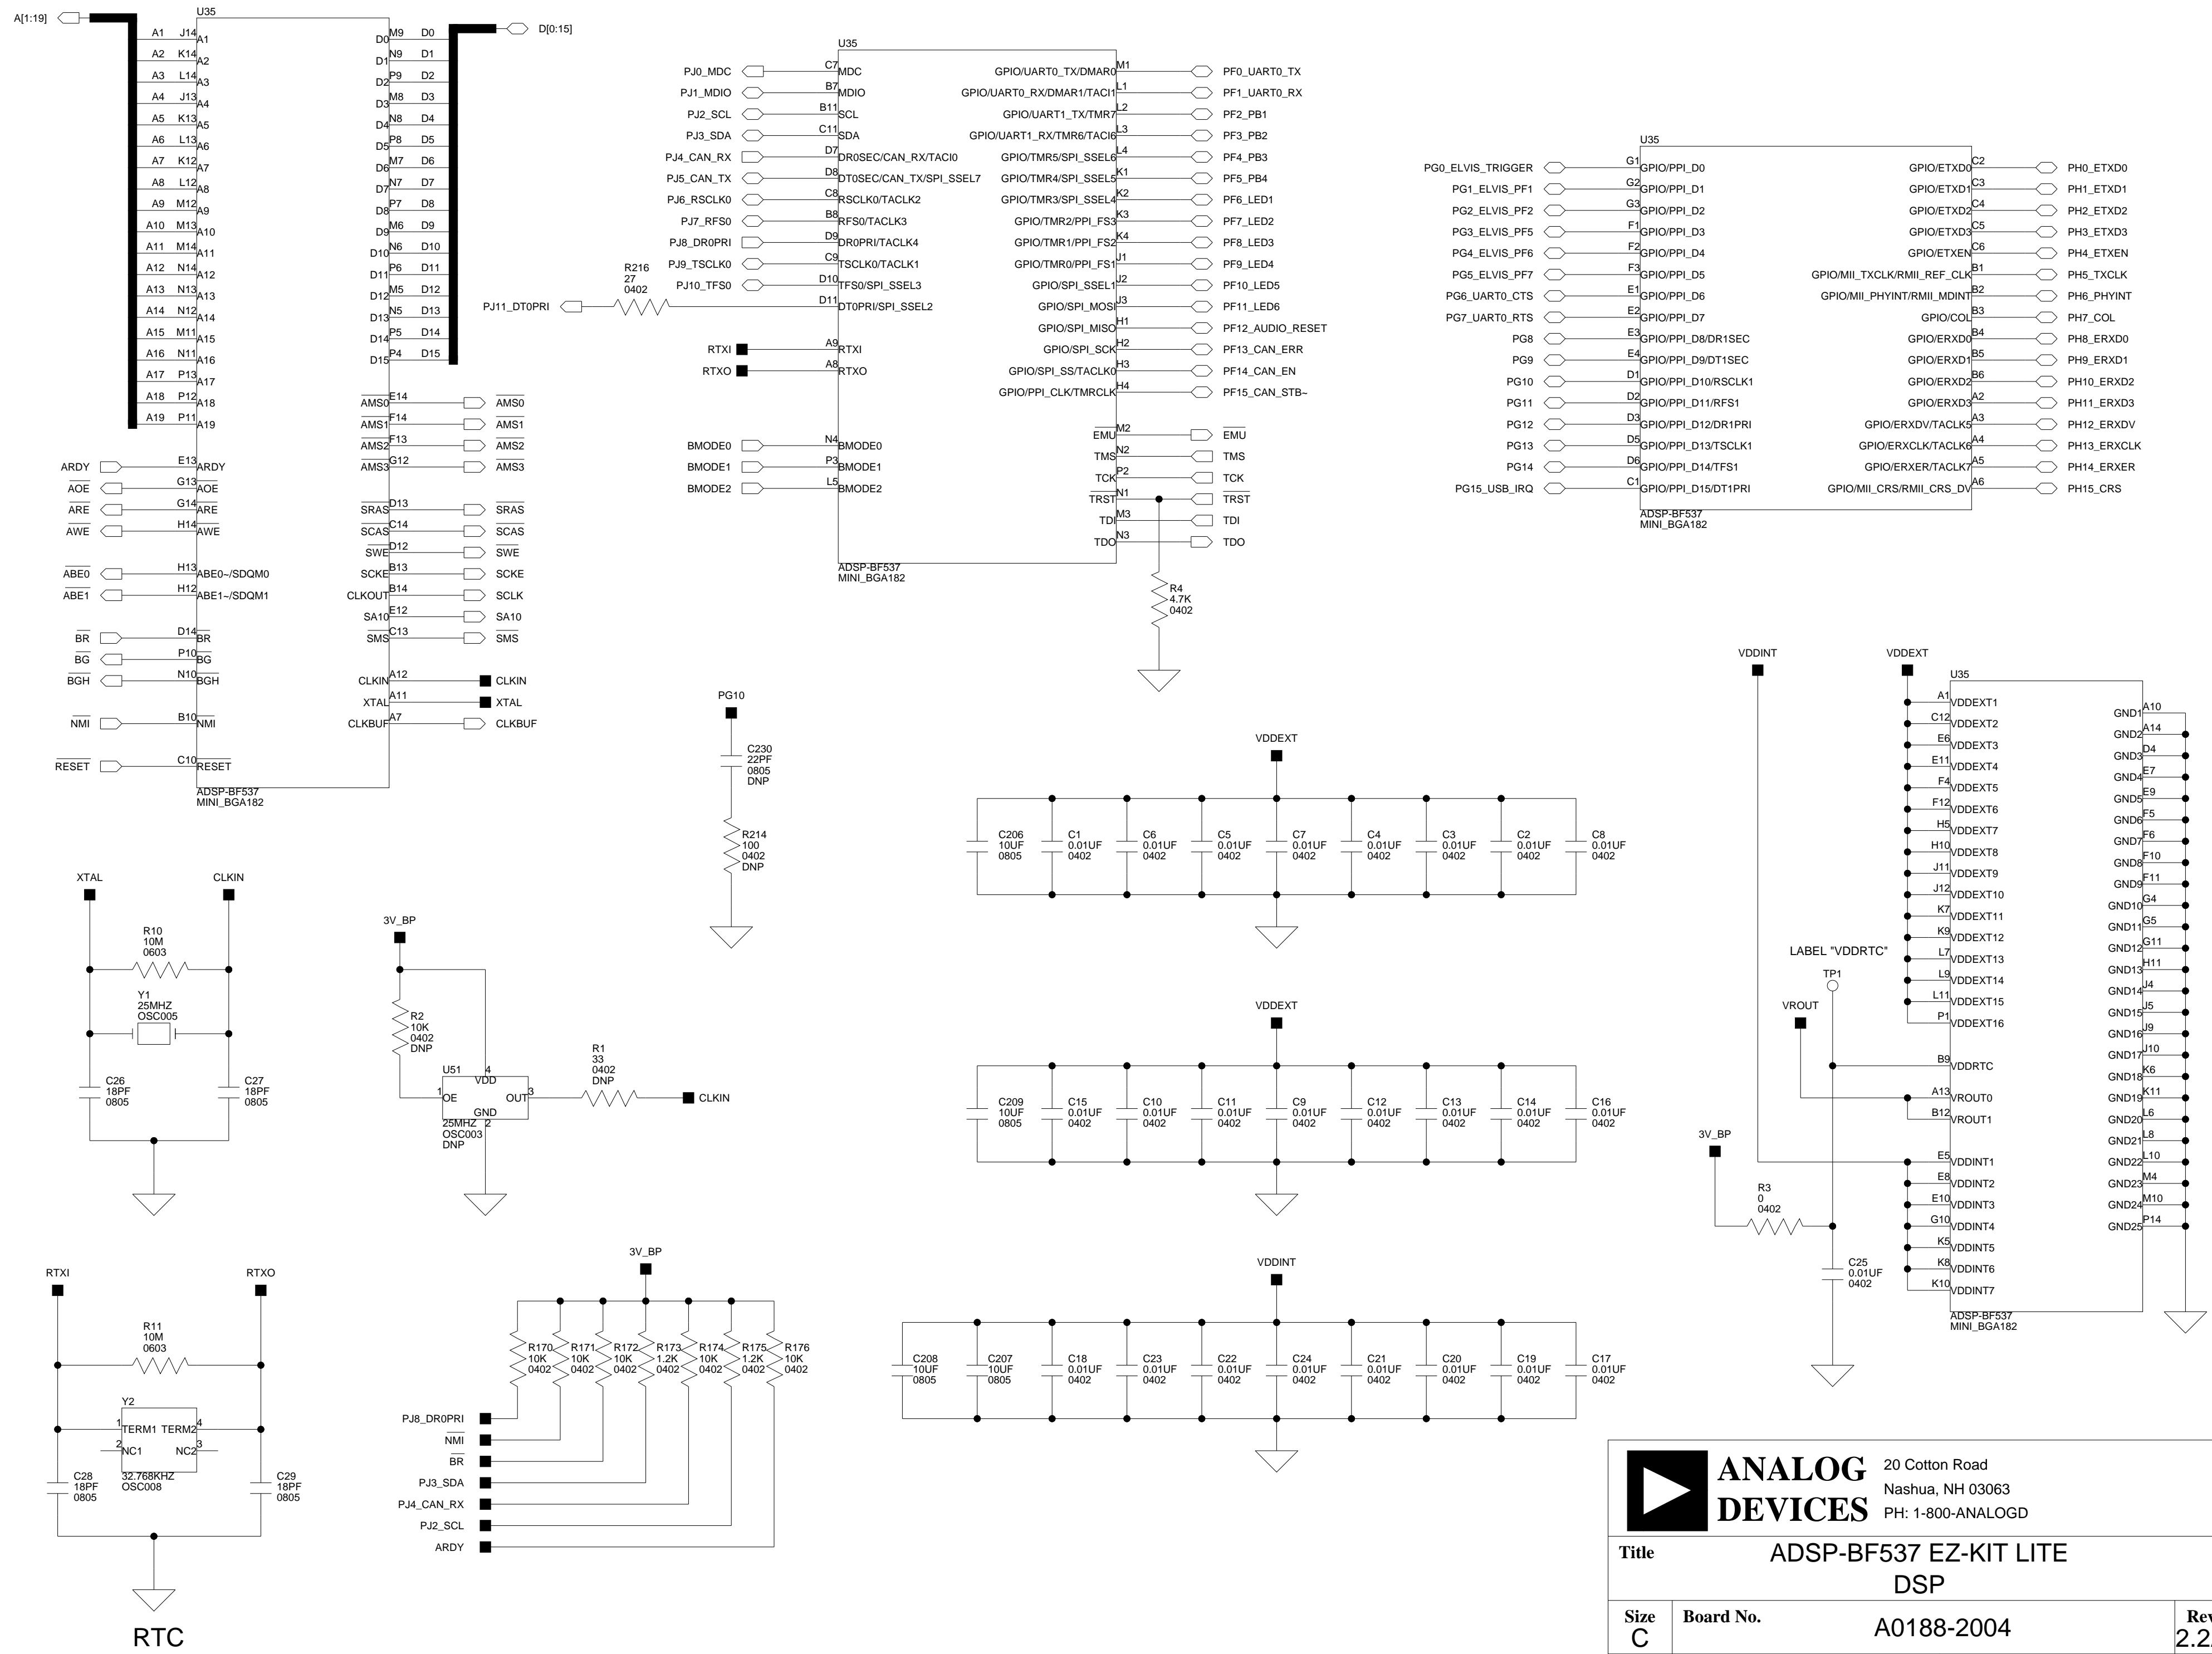 A[1:19]
U35
D[0:15]
A1 J14 A1
A2 K14 A2
A3 L14 A3
A4 J13 A4
A5 K13 A5
A6 L13 A6
A7 K12 A7
A8 L12 A8
A9 M12 A9
A10 M13 A10
A11 M14 A11
A12 N14 A12
A13 N13 A13
A14 N12 A14
A15 M11 A15
A16 N11 A16
A17 P13 A17
A18 P12 A18
A19 P11 A19
ARDY E13 ARDY
AOE G13 AOE
ARE G14 ARE
AWE H14 AWE
ABE0 H13 ABE0~/SDQM0
ABE1 H12 ABE1~/SDQM1
BR D14 BR
BG P10 BG
BGH N10 BGH
NMI B10 NMI
RESET C10 RESET
D0 M9 D0
D1 N9 D1
D2 P9 D2
D3 M8 D3
D4 N8 D4
D5 P8 D5
D6 M7 D6
D7 N7 D7
D8 P7 D8
D9 M6 D9
D10 N6 D10
D11 P6 D11
D12 M5 D12
D13 N5 D13
D14 P5 D14
D15 P4 D15
AMS0 E14 AMS0
AMS1 F14 AMS1
AMS2 F13 AMS2
AMS3 G12 AMS3
SRAS D13 SRAS
SCAS C14 SCAS
SWE D12 SWE
SCKE B13 SCKE
CLKOUT B14 SCLK
SA10 E12 SA10
SMS C13 SMS
CLKIN A12 CLKIN
XTAL A11 XTAL
CLKBUF A7 CLKBUF
ADSP-BF537
MINI_BGA182
U35
PJ0_MDC C7 MDC
PJ1_MDIO B7 MDIO
PJ2_SCL B11 SCL
PJ3_SDA C11 SDA
PJ4_CAN_RX D7 DR0SEC/CAN_RX/TACI0
PJ5_CAN_TX D8 DT0SEC/CAN_TX/SPI_SSEL7
PJ6_RSCLK0 C8 RSCLK0/TACLK2
PJ7_RFS0 B8 RFS0/TACLK3
PJ8_DR0PRI D9 DR0PRI/TACLK4
PJ9_TSCLK0 C9 TSCLK0/TACLK1
PJ10_TFS0 D10 TFS0/SPI_SSEL3
R216
27
0402
PJ11_DT0PRI D11 DT0PRI/SPI_SSEL2
RTXI A9 RTXI
RTXO A8 RTXO
BMODE0 N4 BMODE0
BMODE1 P3 BMODE1
BMODE2 L5 BMODE2
GPIO/UART0_TX/DMAR0 M1 PF0_UART0_TX
GPIO/UART0_RX/DMAR1/TACI1 L1 PF1_UART0_RX
GPIO/UART1_TX/TMR7 L2 PF2_PB1
GPIO/UART1_RX/TMR6/TACI6 L3 PF3_PB2
GPIO/TMR5/SPI_SSEL6 L4 PF4_PB3
GPIO/TMR4/SPI_SSEL5 K1 PF5_PB4
GPIO/TMR3/SPI_SSEL4 K2 PF6_LED1
GPIO/TMR2/PPI_FS3 K3 PF7_LED2
GPIO/TMR1/PPI_FS2 K4 PF8_LED3
GPIO/TMR0/PPI_FS1 J1 PF9_LED4
GPIO/SPI_SSEL1 J2 PF10_LED5
GPIO/SPI_MOSI J3 PF11_LED6
GPIO/SPI_MISO H1 PF12_AUDIO_RESET
GPIO/SPI_SCK H2 PF13_CAN_ERR
GPIO/SPI_SS/TACLK0 H3 PF14_CAN_EN
GPIO/PPI_CLK/TMRCLK H4 PF15_CAN_STB~
EMU M2 EMU
TMS N2 TMS
TCK P2 TCK
TRST N1 TRST
TDI M3 TDI
TDO N3 TDO
ADSP-BF537
MINI_BGA182
R4
4.7K
0402
U35
PG0_ELVIS_TRIGGER G1 GPIO/PPI_D0
PG1_ELVIS_PF1 G2 GPIO/PPI_D1
PG2_ELVIS_PF2 G3 GPIO/PPI_D2
PG3_ELVIS_PF5 F1 GPIO/PPI_D3
PG4_ELVIS_PF6 F2 GPIO/PPI_D4
PG5_ELVIS_PF7 F3 GPIO/PPI_D5
PG6_UART0_CTS E1 GPIO/PPI_D6
PG7_UART0_RTS E2 GPIO/PPI_D7
PG8 E3 GPIO/PPI_D8/DR1SEC
PG9 E4 GPIO/PPI_D9/DT1SEC
PG10 D1 GPIO/PPI_D10/RSCLK1
PG11 D2 GPIO/PPI_D11/RFS1
PG12 D3 GPIO/PPI_D12/DR1PRI
PG13 D5 GPIO/PPI_D13/TSCLK1
PG14 D6 GPIO/PPI_D14/TFS1
PG15_USB_IRQ C1 GPIO/PPI_D15/DT1PRI
GPIO/ETXD0 C2 PH0_ETXD0
GPIO/ETXD1 C3 PH1_ETXD1
GPIO/ETXD2 C4 PH2_ETXD2
GPIO/ETXD3 C5 PH3_ETXD3
GPIO/ETXEN C6 PH4_ETXEN
GPIO/MII_TXCLK/RMII_REF_CLK B1 PH5_TXCLK
GPIO/MII_PHYINT/RMII_MDINT B2 PH6_PHYINT
GPIO/COL B3 PH7_COL
GPIO/ERXD0 B4 PH8_ERXD0
GPIO/ERXD1 B5 PH9_ERXD1
GPIO/ERXD2 B6 PH10_ERXD2
GPIO/ERXD3 A2 PH11_ERXD3
GPIO/ERXDV/TACLK5 A3 PH12_ERXDV
GPIO/ERXCLK/TACLK6 A4 PH13_ERXCLK
GPIO/ERXER/TACLK7 A5 PH14_ERXER
GPIO/MII_CRS/RMII_CRS_DV A6 PH15_CRS
ADSP-BF537
MINI_BGA182
PG10
C230
22PF
0805
DNP
R214
100
0402
DNP
VDDEXT
C206 C1 C6 C5 C7 C4 C3 C2 C8
10UF 0.01UF 0.01UF 0.01UF 0.01UF 0.01UF 0.01UF 0.01UF 0.01UF
0805 0402 0402 0402 0402 0402 0402 0402 0402
VDDEXT
C209 C15 C10 C11 C9 C12 C13 C14 C16
10UF 0.01UF 0.01UF 0.01UF 0.01UF 0.01UF 0.01UF 0.01UF 0.01UF
0805 0402 0402 0402 0402 0402 0402 0402 0402
VDDINT
C208 C207 C18 C23 C22 C24 C21 C20 C19 C17
10UF 10UF 0.01UF 0.01UF 0.01UF 0.01UF 0.01UF 0.01UF 0.01UF 0.01UF
0805 0805 0402 0402 0402 0402 0402 0402 0402 0402
XTAL CLKIN
R10
10M
0603
Y1
25MHZ
OSC005
C26 C27
18PF 18PF
0805 0805
3V_BP
R2
10K
0402
DNP
U51
4 VDD
1 OE OUT 3
GND
2
25MHZ
OSC003
DNP
R1
33
0402
DNP
CLKIN
RTXI RTXO
R11
10M
0603
Y2
1 TERM1 TERM2 4
2 NC1 NC2 3
32.768KHZ
OSC008
C28 C29
18PF 18PF
0805 0805
RTC
3V_BP
R170 R171 R172 R173 R174 R175 R176
10K 10K 10K 1.2K 10K 1.2K 10K
0402 0402 0402 0402 0402 0402 0402
PJ8_DR0PRI
NMI
BR
PJ3_SDA
PJ4_CAN_RX
PJ2_SCL
ARDY
VDDINT VDDEXT
U35
A1 VDDEXT1
C12 VDDEXT2
E6 VDDEXT3
E11 VDDEXT4
F4 VDDEXT5
F12 VDDEXT6
H5 VDDEXT7
H10 VDDEXT8
J11 VDDEXT9
J12 VDDEXT10
K7 VDDEXT11
K9 VDDEXT12
L7 VDDEXT13
L9 VDDEXT14
L11 VDDEXT15
P1 VDDEXT16
B9 VDDRTC
A13 VROUT0
B12 VROUT1
E5 VDDINT1
E8 VDDINT2
E10 VDDINT3
G10 VDDINT4
K5 VDDINT5
K8 VDDINT6
K10 VDDINT7
GND1 A10
GND2 A14
GND3 D4
GND4 E7
GND5 E9
GND6 F5
GND7 F6
GND8 F10
GND9 F11
GND10 G4
GND11 G5
GND12 G11
GND13 H11
GND14 J4
GND15 J5
GND16 J9
GND17 J10
GND18 K6
GND19 K11
GND20 L6
GND21 L8
GND22 L10
GND23 M4
GND24 M10
GND25 P14
ADSP-BF537
MINI_BGA182
LABEL "VDDRTC"
TP1
VROUT
3V_BP
R3
0
0402
C25
0.01UF
0402
ANALOG
DEVICES
20 Cotton Road
Nashua, NH 03063
PH: 1-800-ANALOGD
Title
ADSP-BF537 EZ-KIT LITE
DSP
Size
C
Board No.
A0188-2004
Rev
2.2